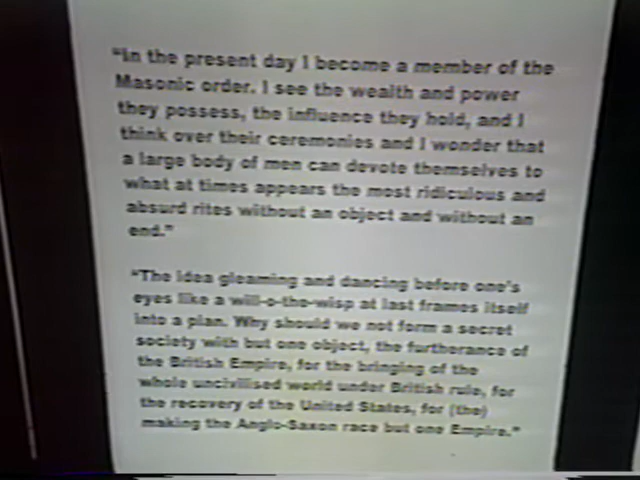 “In the present day I become a member of the
Masonic order. I see the wealth and power
they possess, the influence they hold, and I
think over their ceremonies and I wonder that
a large body of men can devote themselves to
what at times appears the most ridiculous and
absurd rites without an object and without an
end.”
“The idea gleaming and dancing before one's
eyes like a will-o-the-wisp at last frames itself
into a plan. Why should we not form a secret
society with but one object, the furtherance of
the British Empire, for the bringing of the
whole uncivilised world under British rule, for
the recovery of the United States, for (the)
making the Anglo-Saxon race but one Empire.”